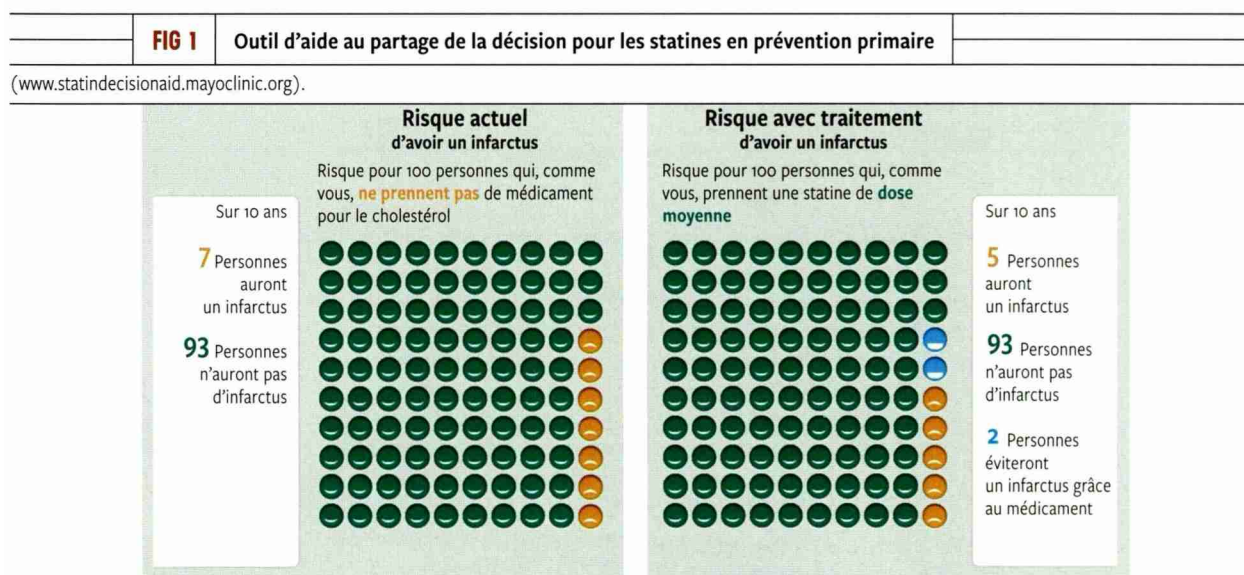 FIG 1 Outil d'aide au partage de la décision pour les statines en prévention primaire
(www.statindecisionaid.mayoclinic.org).
Risque actuel
d'avoir un infarctus
Risque pour 100 personnes qui, comme
vous, ne prennent pas de médicament
pour le cholestérol
Sur 10 ans
7 Personnes
auront
un infarctus
93 Personnes
n'auront pas
d'infarctus
Risque avec traitement
d'avoir un infarctus
Risque pour 100 personnes qui, comme
vous, prennent une statine de dose
moyenne
Sur 10 ans
5 Personnes
auront
un infarctus
93 Personnes
n'auront pas
d'infarctus
2 Personnes
éviteront
un infarctus grâce
au médicament